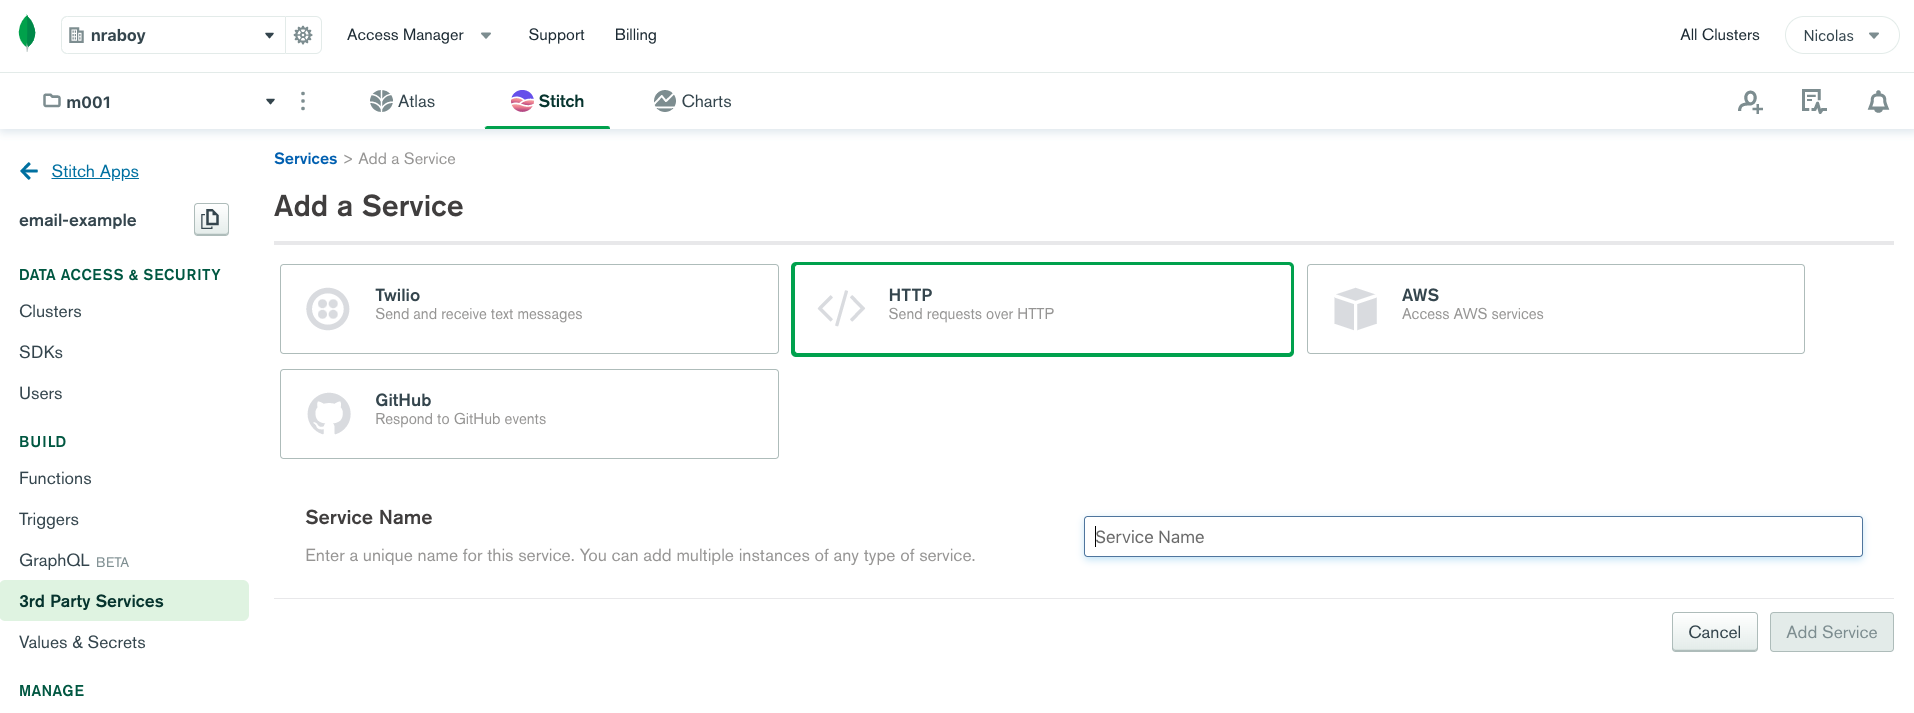 nraboy
Access Manager
Support
Billing
All Clusters
Nicolas
m001
Atlas
Stitch
Charts
Stitch Apps
email-example
DATA ACCESS & SECURITY
Clusters
SDKs
Users
BUILD
Functions
Triggers
GraphQL BETA
3rd Party Services
Values & Secrets
MANAGE
Services > Add a Service
Add a Service
Twilio
Send and receive text messages
HTTP
Send requests over HTTP
AWS
Access AWS services
GitHub
Respond to GitHub events
Service Name
Enter a unique name for this service. You can add multiple instances of any type of service.
Service Name
Cancel
Add Service